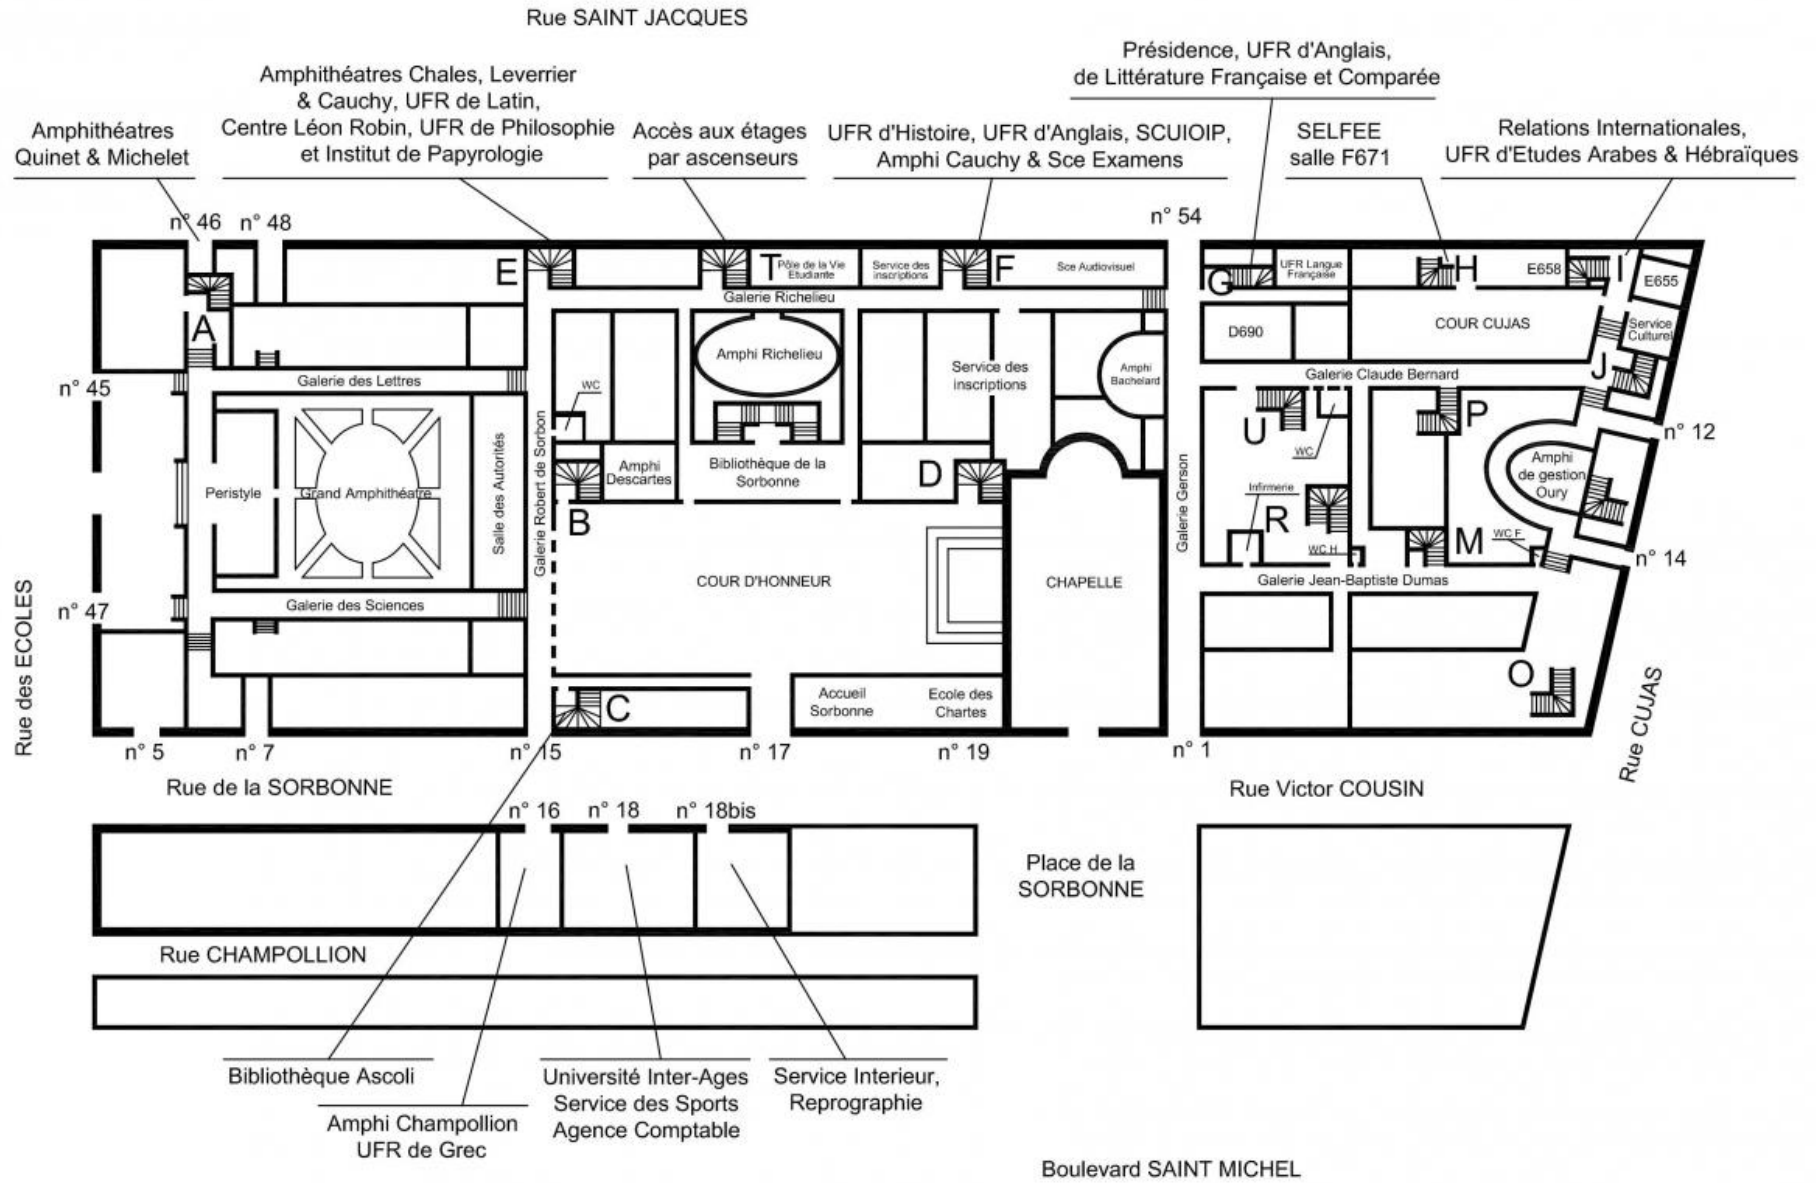 Rue SAINT JACQUES
Présidence, UFR d'Anglais,
de Littérature Française et Comparée
Amphithéatres Chales, Leverrier
& Cauchy, UFR de Latin,
Centre Léon Robin, UFR de Philosophie
et Institut de Papyrologie
Amphithéatres
Quinet & Michelet
Accès aux étages
par ascenseurs
UFR d'Histoire, UFR d'Anglais, SCUIOIP,
Amphi Cauchy & Sce Examens
SELFEE
salle F671
Relations Internationales,
UFR d'Etudes Arabes & Hébraïques
n° 46
n° 48
n° 54
E
T
Pôle de la Vie
Etudiante
Service des
inscriptions
F
Sce Audiovisuel
G
UFR Langue
Française
H
E658
I
E655
Galerie Richelieu
A
Amphi Richelieu
D690
COUR CUJAS
Service
Culturel
n° 45
Galerie des Lettres
WC
Service des
inscriptions
Amphi
Bachelard
Galerie Claude Bernard
J
Peristyle
Grand Amphithéatre
Salle des Autorités
Galerie Robert de Sorbon
Amphi
Descartes
Bibliothèque de la
Sorbonne
D
B
Galerie Gerson
U
WC
P
n° 12
Amphi
de gestion
Oury
Infirmerie
R
WC H
M
WC F
n° 14
COUR D'HONNEUR
CHAPELLE
Galerie Jean-Baptiste Dumas
n° 47
Galerie des Sciences
Rue des ECOLES
C
Accueil
Sorbonne
Ecole des
Chartes
O
Rue CUJAS
n° 5
n° 7
n° 15
n° 17
n° 19
n° 1
Rue de la SORBONNE
Rue Victor COUSIN
n° 16
n° 18
n° 18bis
Place de la
SORBONNE
Rue CHAMPOLLION
Bibliothèque Ascoli
Amphi Champollion
UFR de Grec
Université Inter-Ages
Service des Sports
Agence Comptable
Service Interieur,
Reprographie
Boulevard SAINT MICHEL